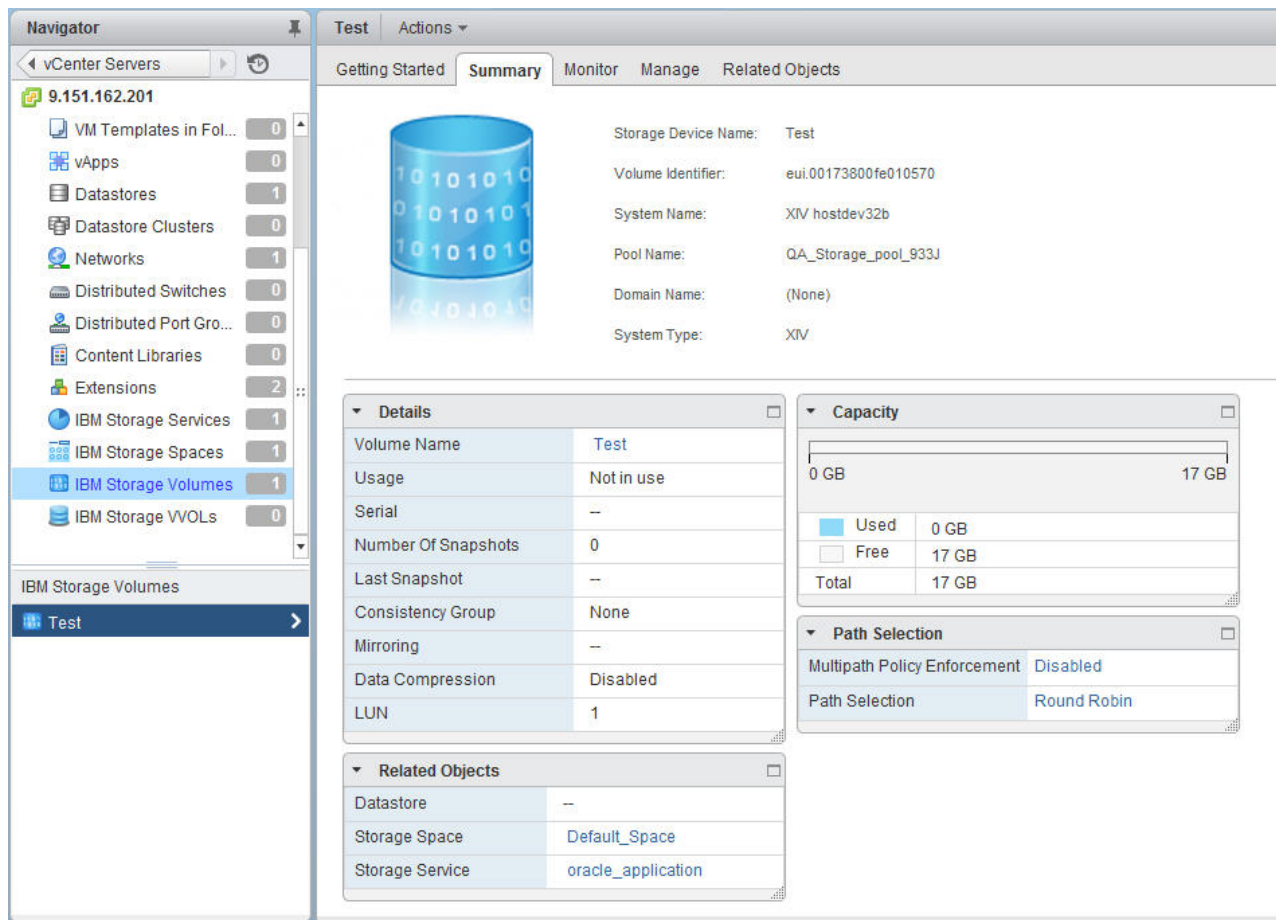 Navigator
vCenter Servers
9.151.162.201
VM Templates in Fol... 0
vApps 0
Datastores 1
Datastore Clusters 0
Networks 1
Distributed Switches 0
Distributed Port Gro... 0
Content Libraries 0
Extensions 2
IBM Storage Services 1
IBM Storage Spaces 1
IBM Storage Volumes 1
IBM Storage VVOLs 0
IBM Storage Volumes
Test
Test Actions
Getting Started Summary Monitor Manage Related Objects
10101010
01010101
10101010
Storage Device Name: Test
Volume Identifier: eui.00173800fe010570
System Name: XIV hostdev32b
Pool Name: QA_Storage_pool_933J
Domain Name: (None)
System Type: XIV
Details
Volume Name Test
Usage Not in use
Serial --
Number Of Snapshots 0
Last Snapshot --
Consistency Group None
Mirroring --
Data Compression Disabled
LUN 1
Related Objects
Datastore --
Storage Space Default_Space
Storage Service oracle_application
Capacity
0 GB 17 GB
Used 0 GB
Free 17 GB
Total 17 GB
Path Selection
Multipath Policy Enforcement Disabled
Path Selection Round Robin